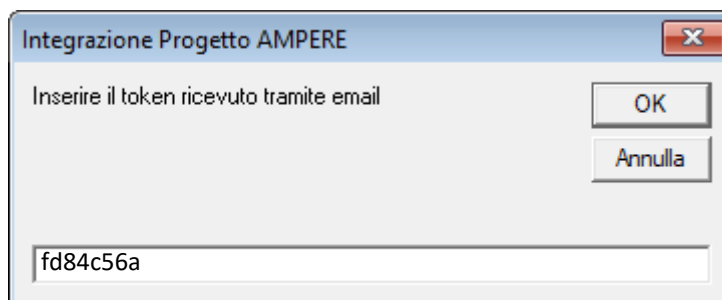 Integrazione Progetto AMPERE
Inserire il token ricevuto tramite email
OK
Annulla
fd84c56a